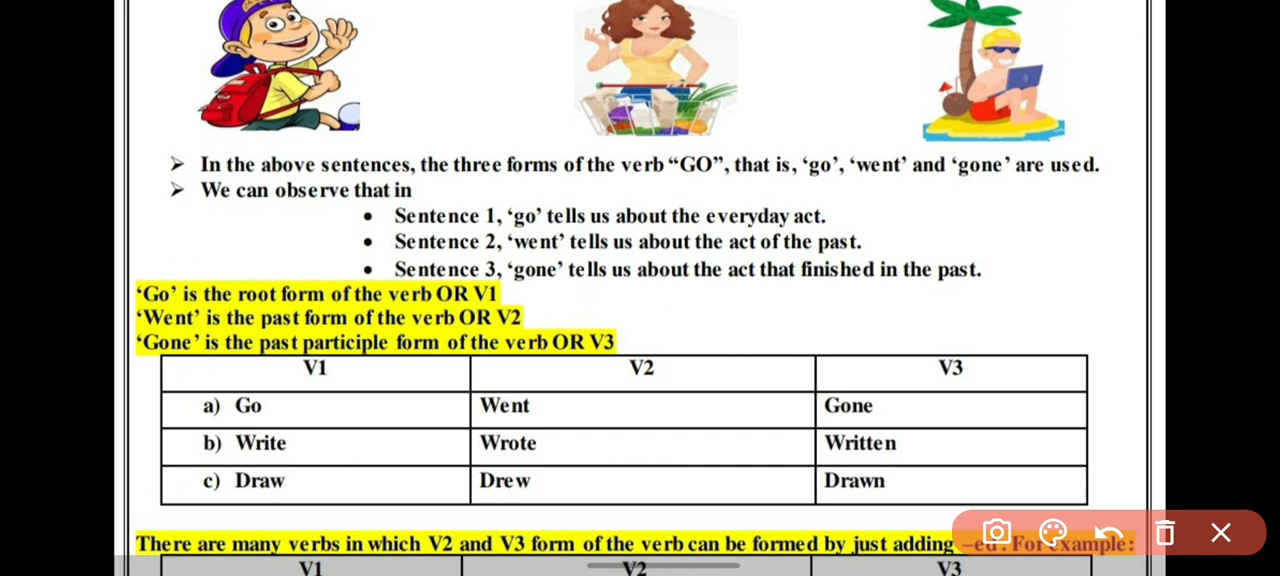 ➢ In the above sentences, the three forms of the verb “GO”, that is, ‘go’, ‘went’ and ‘gone’ are used.
➢ We can observe that in
• Sentence 1, ‘go’ tells us about the everyday act.
• Sentence 2, ‘went’ tells us about the act of the past.
• Sentence 3, ‘gone’ tells us about the act that finished in the past.
‘Go’ is the root form of the verb OR V1
‘Went’ is the past form of the verb OR V2
‘Gone’ is the past participle form of the verb OR V3
V1 V2 V3
a) Go Went Gone
b) Write Wrote Written
c) Draw Drew Drawn
There are many verbs in which V2 and V3 form of the verb can be formed by just adding –ed. For example:
V1 V2 V3